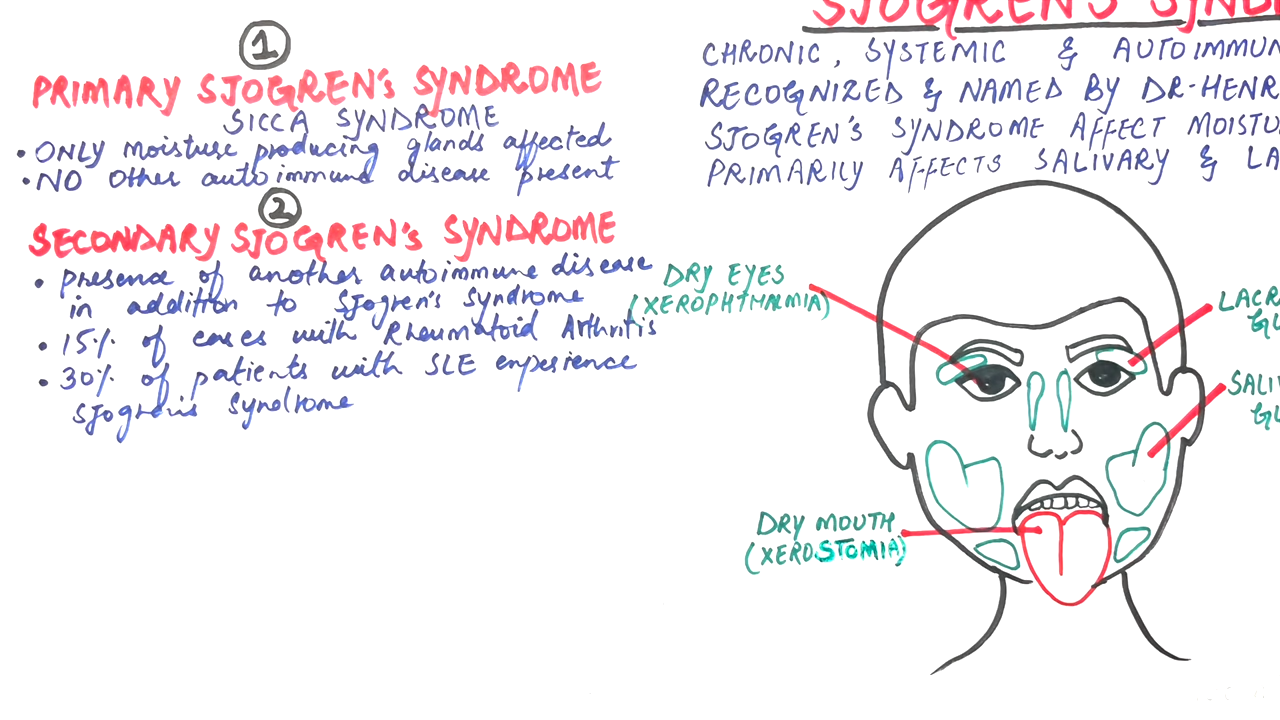 1
PRIMARY SJOGREN'S SYNDROME
SICCA SYNDROME
• ONLY moisture producing glands affected
• NO other autoimmune disease present
2
SECONDARY SJOGREN'S SYNDROME
• presence of another autoimmune disease
in addition to Sjogren's Syndrome
• 15% of cases with Rheumatoid Arthritis
• 30% of patients with SLE enperience
Sjogren's Syndrome
SJOGREN'S SYND
CHRONIC, SYSTEMIC & AUTOIMMUN
RECOGNIZED & NAMED BY DR-HENR
SJOGREN'S SYNDROME AFFECT MOISTU
PRIMARILY AFFECTS SALIVARY & LA
DRY EYES
(XEROPHTHALMIA)
LACR
GL
SALIV
GL
DRY MOUTH
(XEROSTOMIA)